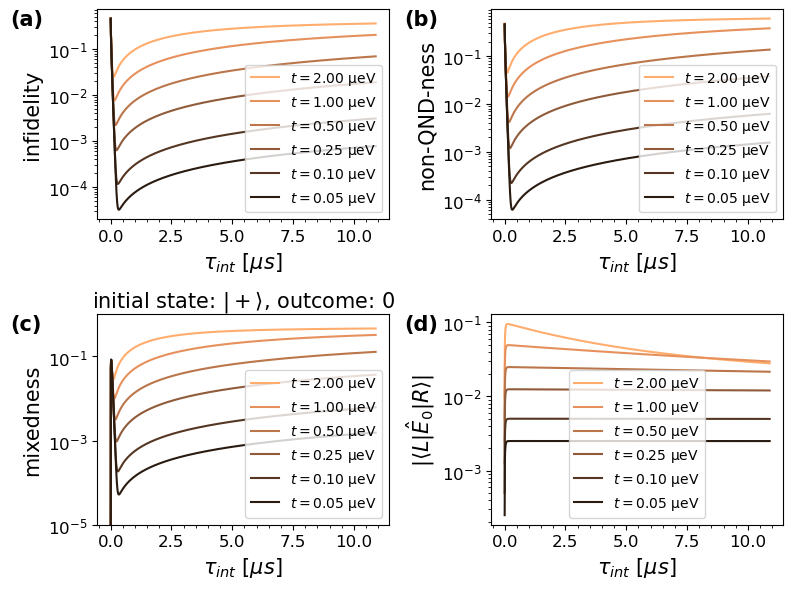 (a)
infidelity
10⁻¹
10⁻²
10⁻³
10⁻⁴
t = 2.00 μeV
t = 1.00 μeV
t = 0.50 μeV
t = 0.25 μeV
t = 0.10 μeV
t = 0.05 μeV
0.0 2.5 5.0 7.5 10.0
τ_int [μs]
(b)
non-QND-ness
10⁻¹
10⁻²
10⁻³
10⁻⁴
t = 2.00 μeV
t = 1.00 μeV
t = 0.50 μeV
t = 0.25 μeV
t = 0.10 μeV
t = 0.05 μeV
0.0 2.5 5.0 7.5 10.0
τ_int [μs]
initial state: |+⟩, outcome: 0
(c)
mixedness
10⁻¹
10⁻³
10⁻⁵
t = 2.00 μeV
t = 1.00 μeV
t = 0.50 μeV
t = 0.25 μeV
t = 0.10 μeV
t = 0.05 μeV
0.0 2.5 5.0 7.5 10.0
τ_int [μs]
(d)
|⟨L|Ê₀|R⟩|
10⁻¹
10⁻²
10⁻³
t = 2.00 μeV
t = 1.00 μeV
t = 0.50 μeV
t = 0.25 μeV
t = 0.10 μeV
t = 0.05 μeV
0.0 2.5 5.0 7.5 10.0
τ_int [μs]